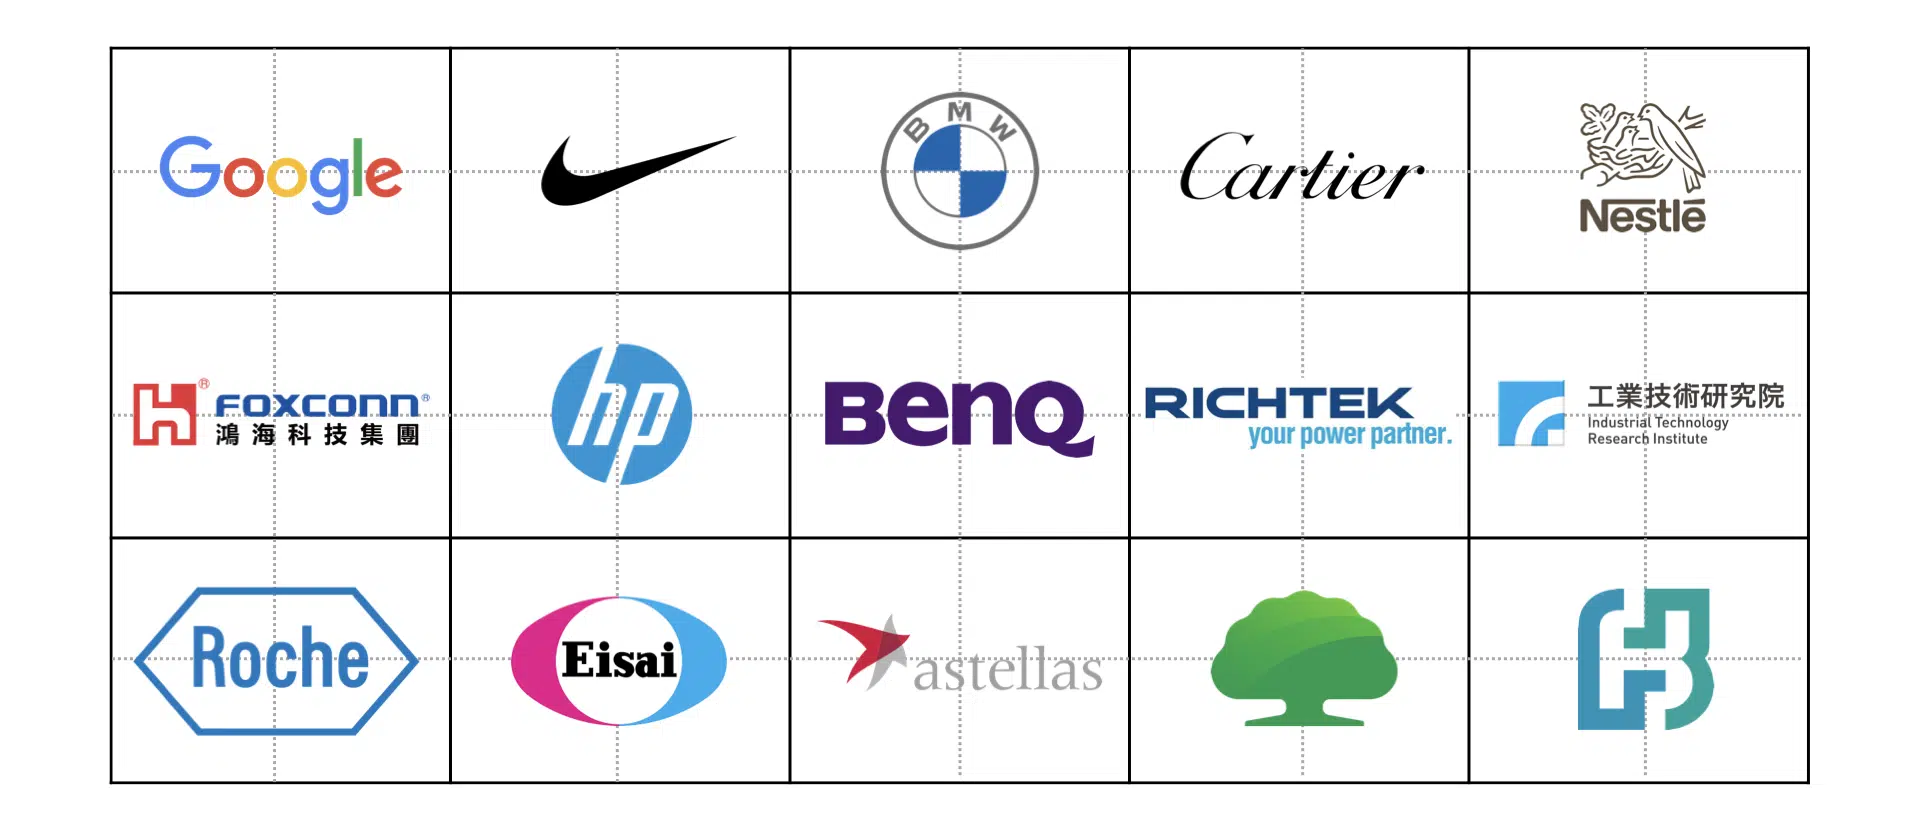 Google
BMW
Cartier
Nestlé
FOXCONN®
®
鴻海科技集團
hp
BenQ
RICHTEK
your power partner.
工業技術研究院
Industrial Technology
Research Institute
Roche
Eisai
astellas